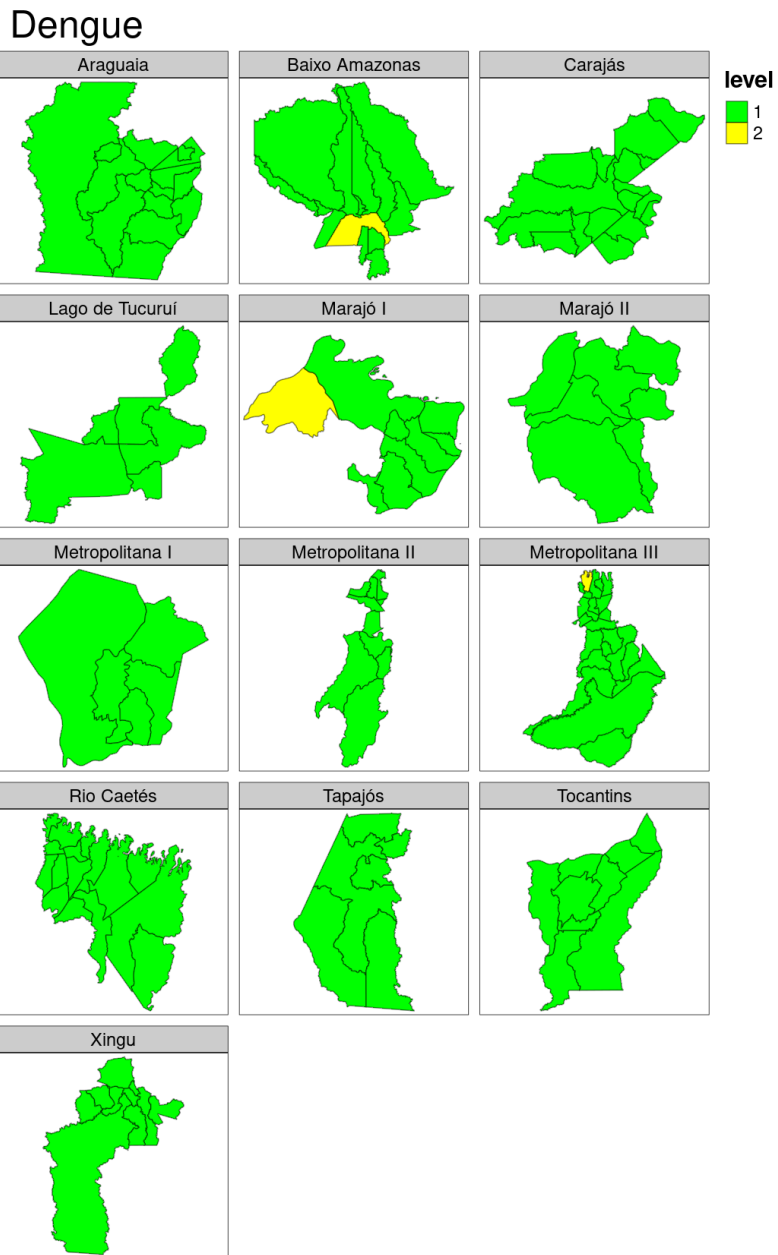 Dengue
Araguaia
Baixo Amazonas
Carajás
level
1
2
Lago de Tucuruí
Marajó I
Marajó II
Metropolitana I
Metropolitana II
Metropolitana III
Rio Caetés
Tapajós
Tocantins
Xingu